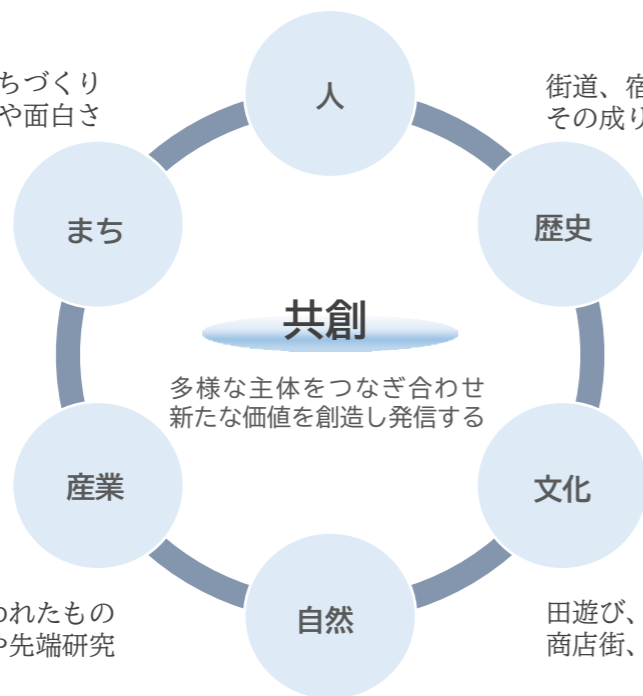 人
ちづくり
や面白さ
街道、
その成り
まち
歴史
共創
多様な主体をつなぎ合わせ
新たな価値を創造し発信する
産業
文化
われたもの
や先端研究
自然
田遊び、
商店街、